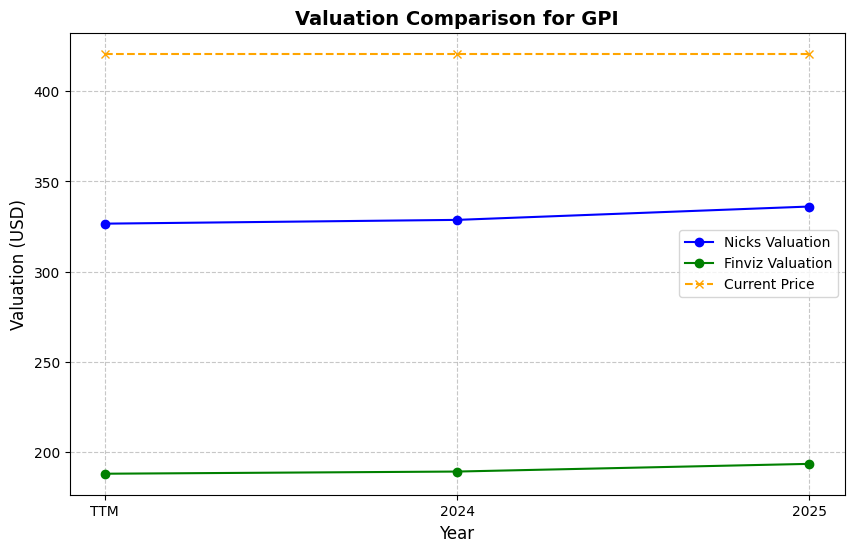 Valuation Comparison for GPI
Valuation (USD)
400
350
300
250
200
Nicks Valuation
Finviz Valuation
Current Price
TTM
2024
2025
Year